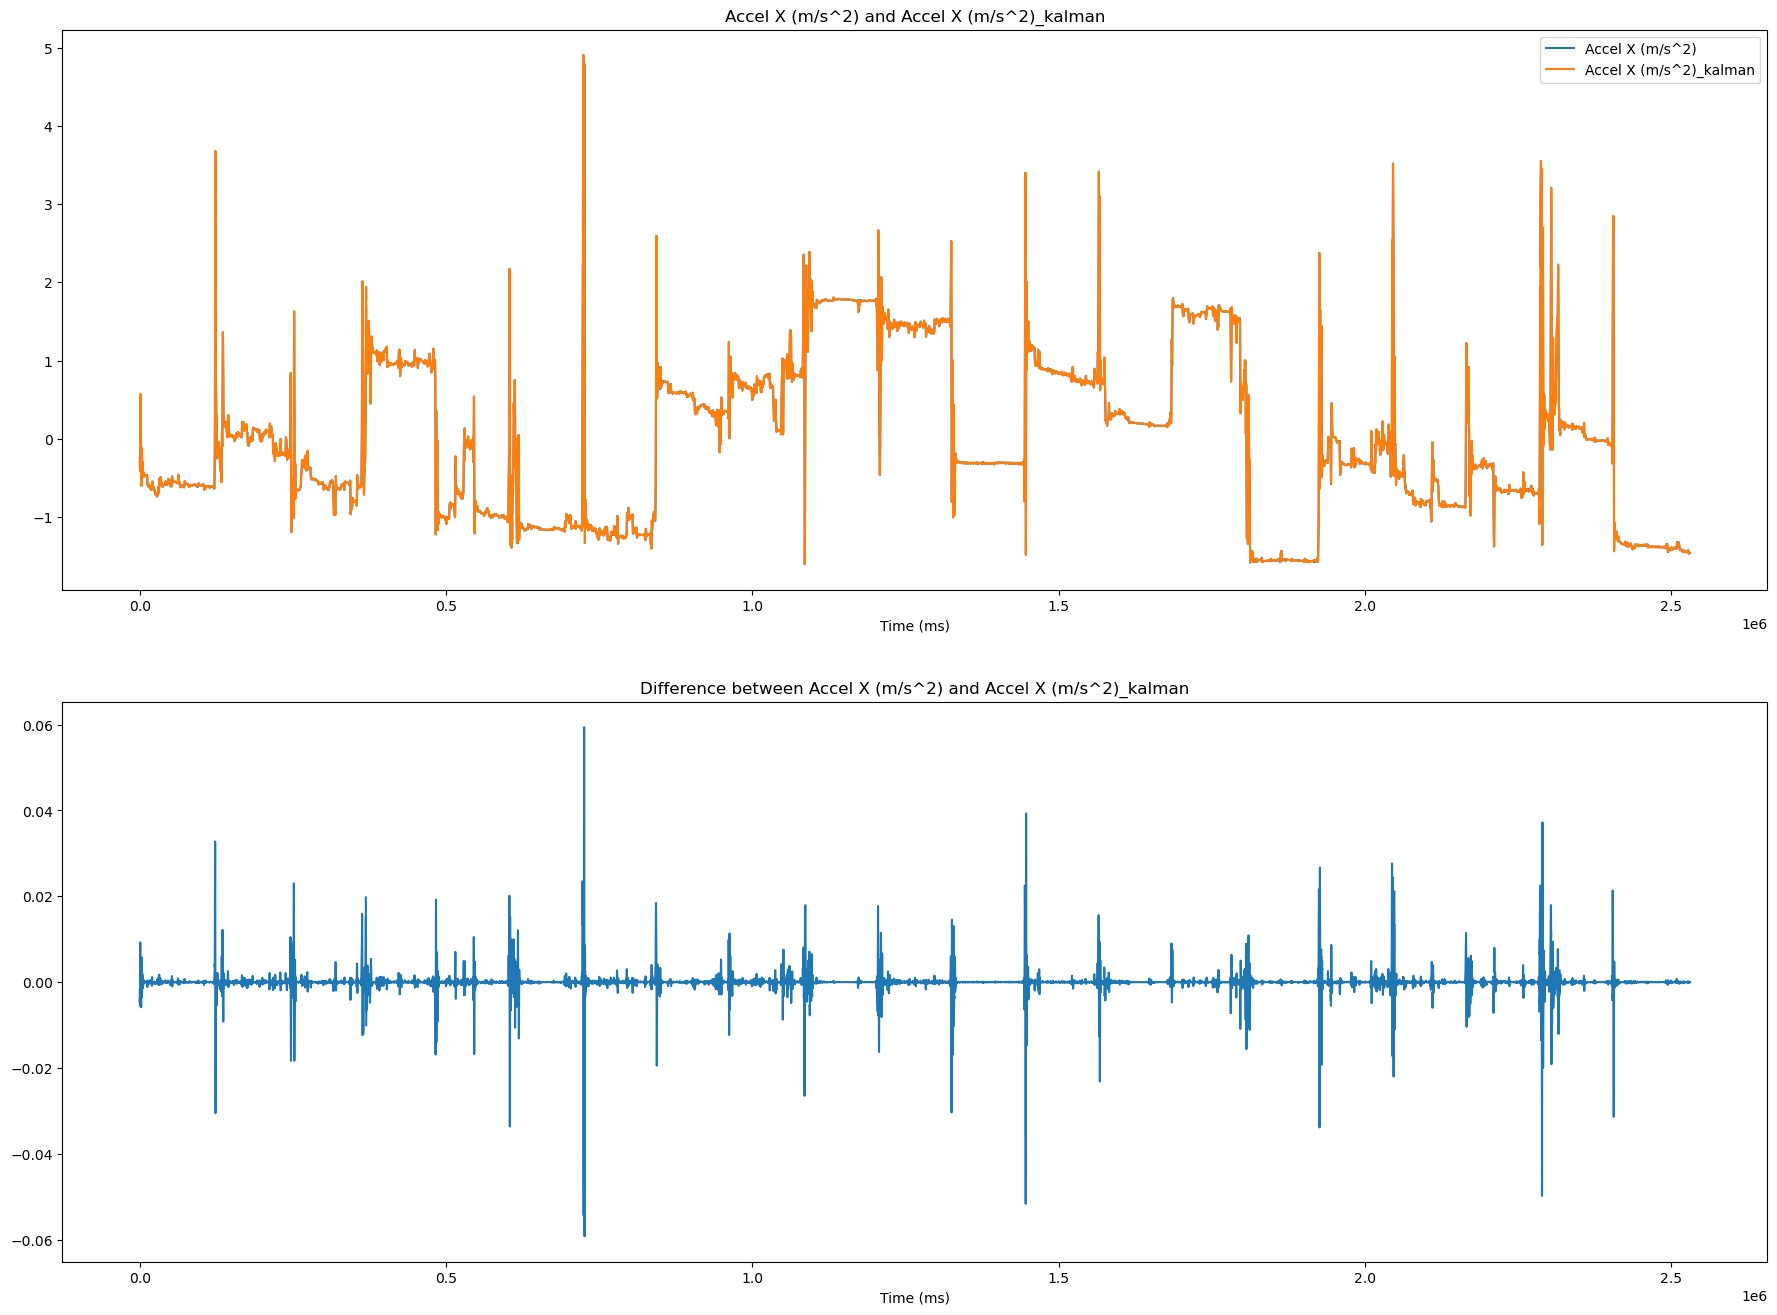 Accel X (m/s^2) and Accel X (m/s^2)_kalman
Accel X (m/s^2)
Accel X (m/s^2)_kalman
5
4
3
2
1
0
−1
0.0 0.5 1.0 1.5 2.0 2.5
1e6
Time (ms)
Difference between Accel X (m/s^2) and Accel X (m/s^2)_kalman
0.06
0.04
0.02
0.00
−0.02
−0.04
−0.06
0.0 0.5 1.0 1.5 2.0 2.5
1e6
Time (ms)